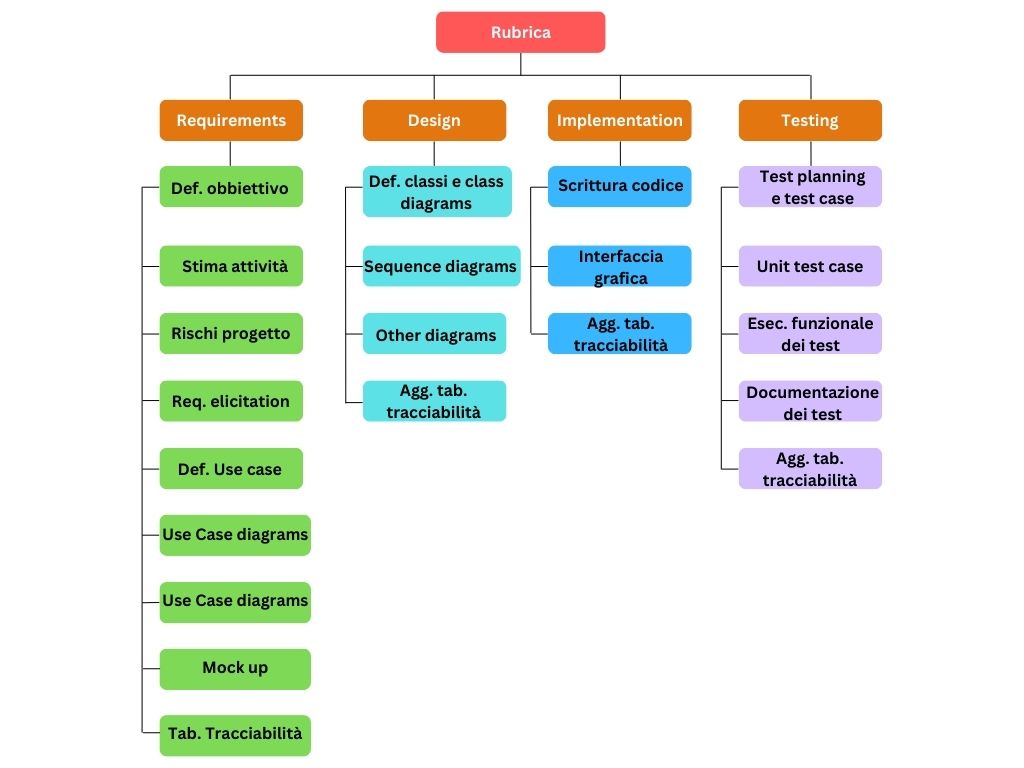 Rubrica
Requirements
Design
Implementation
Testing
Def. obbiettivo
Stima attività
Rischi progetto
Req. elicitation
Def. Use case
Use Case diagrams
Use Case diagrams
Mock up
Tab. Tracciabilità
Def. classi e class
diagrams
Sequence diagrams
Other diagrams
Agg. tab.
tracciabilità
Scrittura codice
Interfaccia
grafica
Agg. tab.
tracciabilità
Test planning
e test case
Unit test case
Esec. funzionale
dei test
Documentazione
dei test
Agg. tab.
tracciabilità